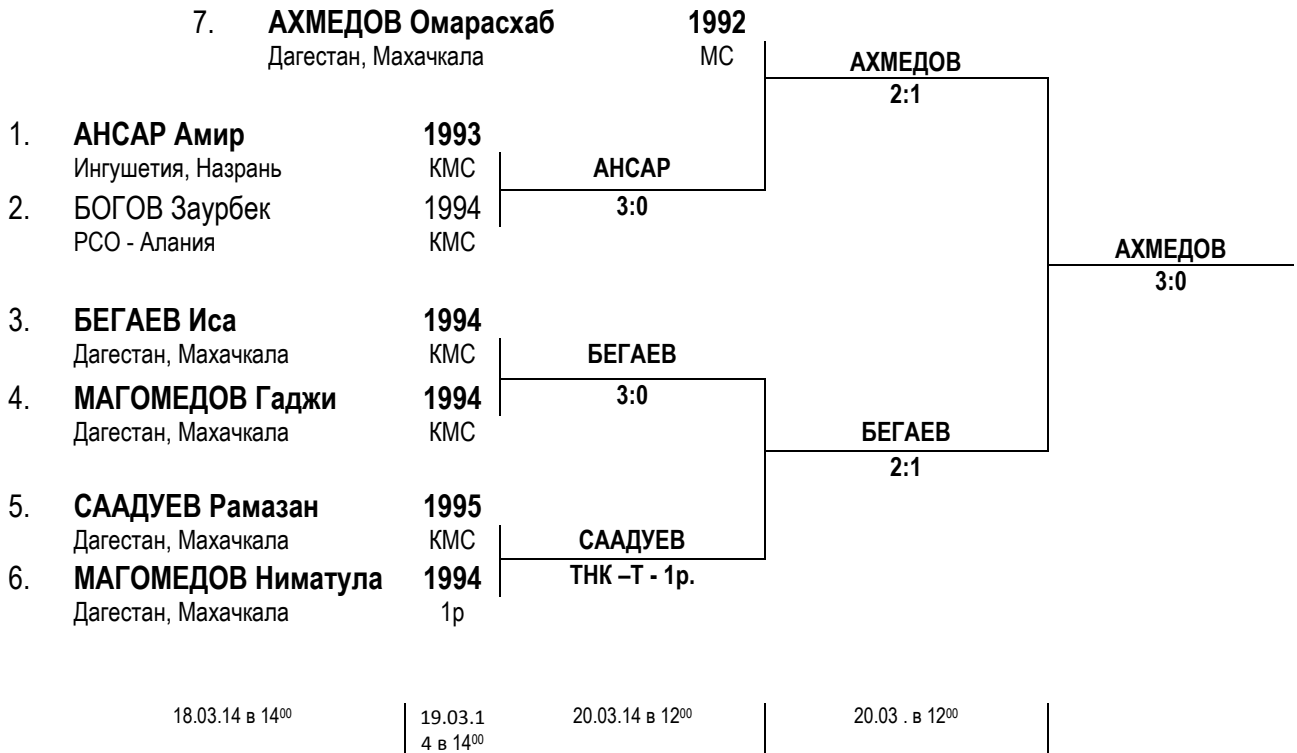 7. АХМЕДОВ Омарасхаб 1992
Дагестан, Махачкала МС
АХМЕДОВ
2:1
1. АНСАР Амир 1993
Ингушетия, Назрань КМС
АНСАР
2. БОГОВ Заурбек 1994
3:0
РСО - Алания КМС
АХМЕДОВ
3:0
3. БЕГАЕВ Иса 1994
Дагестан, Махачкала КМС
БЕГАЕВ
4. МАГОМЕДОВ Гаджи 1994
3:0
Дагестан, Махачкала КМС
БЕГАЕВ
2:1
5. СААДУЕВ Рамазан 1995
Дагестан, Махачкала КМС
СААДУЕВ
6. МАГОМЕДОВ Ниматула 1994
ТНК –Т - 1р.
Дагестан, Махачкала 1р
18.03.14 в 14⁰⁰
19.03.1
4 в 14⁰⁰
20.03.14 в 12⁰⁰
20.03 . в 12⁰⁰